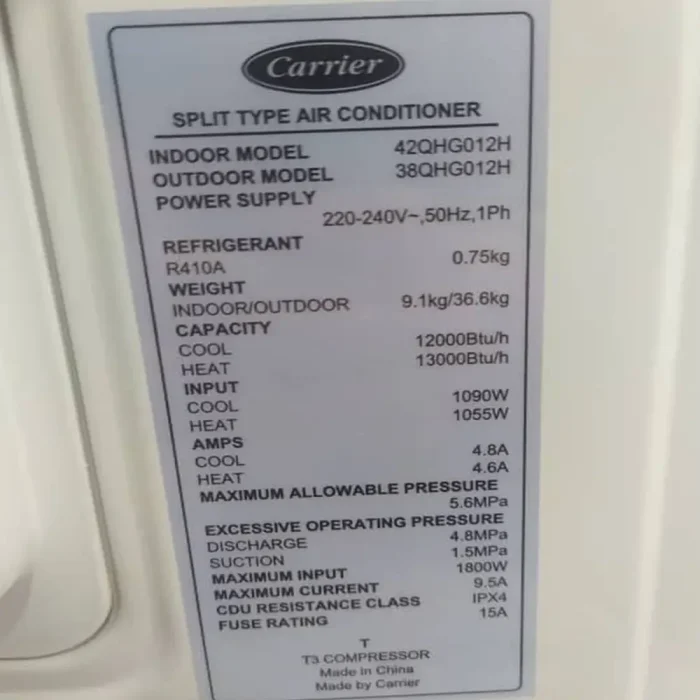 Carrier
SPLIT TYPE AIR CONDITIONER
INDOOR MODEL 42QHG012H
OUTDOOR MODEL 38QHG012H
POWER SUPPLY
220-240V~,50Hz,1Ph
REFRIGERANT
R410A 0.75kg
WEIGHT
INDOOR/OUTDOOR 9.1kg/36.6kg
CAPACITY
COOL 12000Btu/h
HEAT 13000Btu/h
INPUT
COOL 1090W
HEAT 1055W
AMPS
COOL 4.8A
HEAT 4.6A
MAXIMUM ALLOWABLE PRESSURE
5.6MPa
EXCESSIVE OPERATING PRESSURE
DISCHARGE 4.8MPa
SUCTION 1.5MPa
MAXIMUM INPUT 1800W
MAXIMUM CURRENT 9.5A
CDU RESISTANCE CLASS IPX4
FUSE RATING 15A
T
T3 COMPRESSOR
Made In China
Made by Carrier